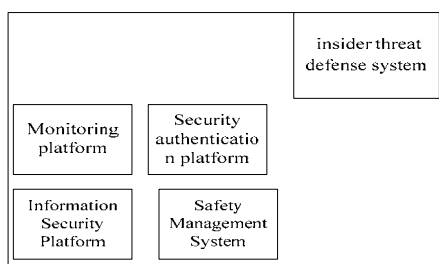 insider threat
defense system
Monitoring
platform
Security
authenticatio
n platform
Information
Security
Platform
Safety
Management
System